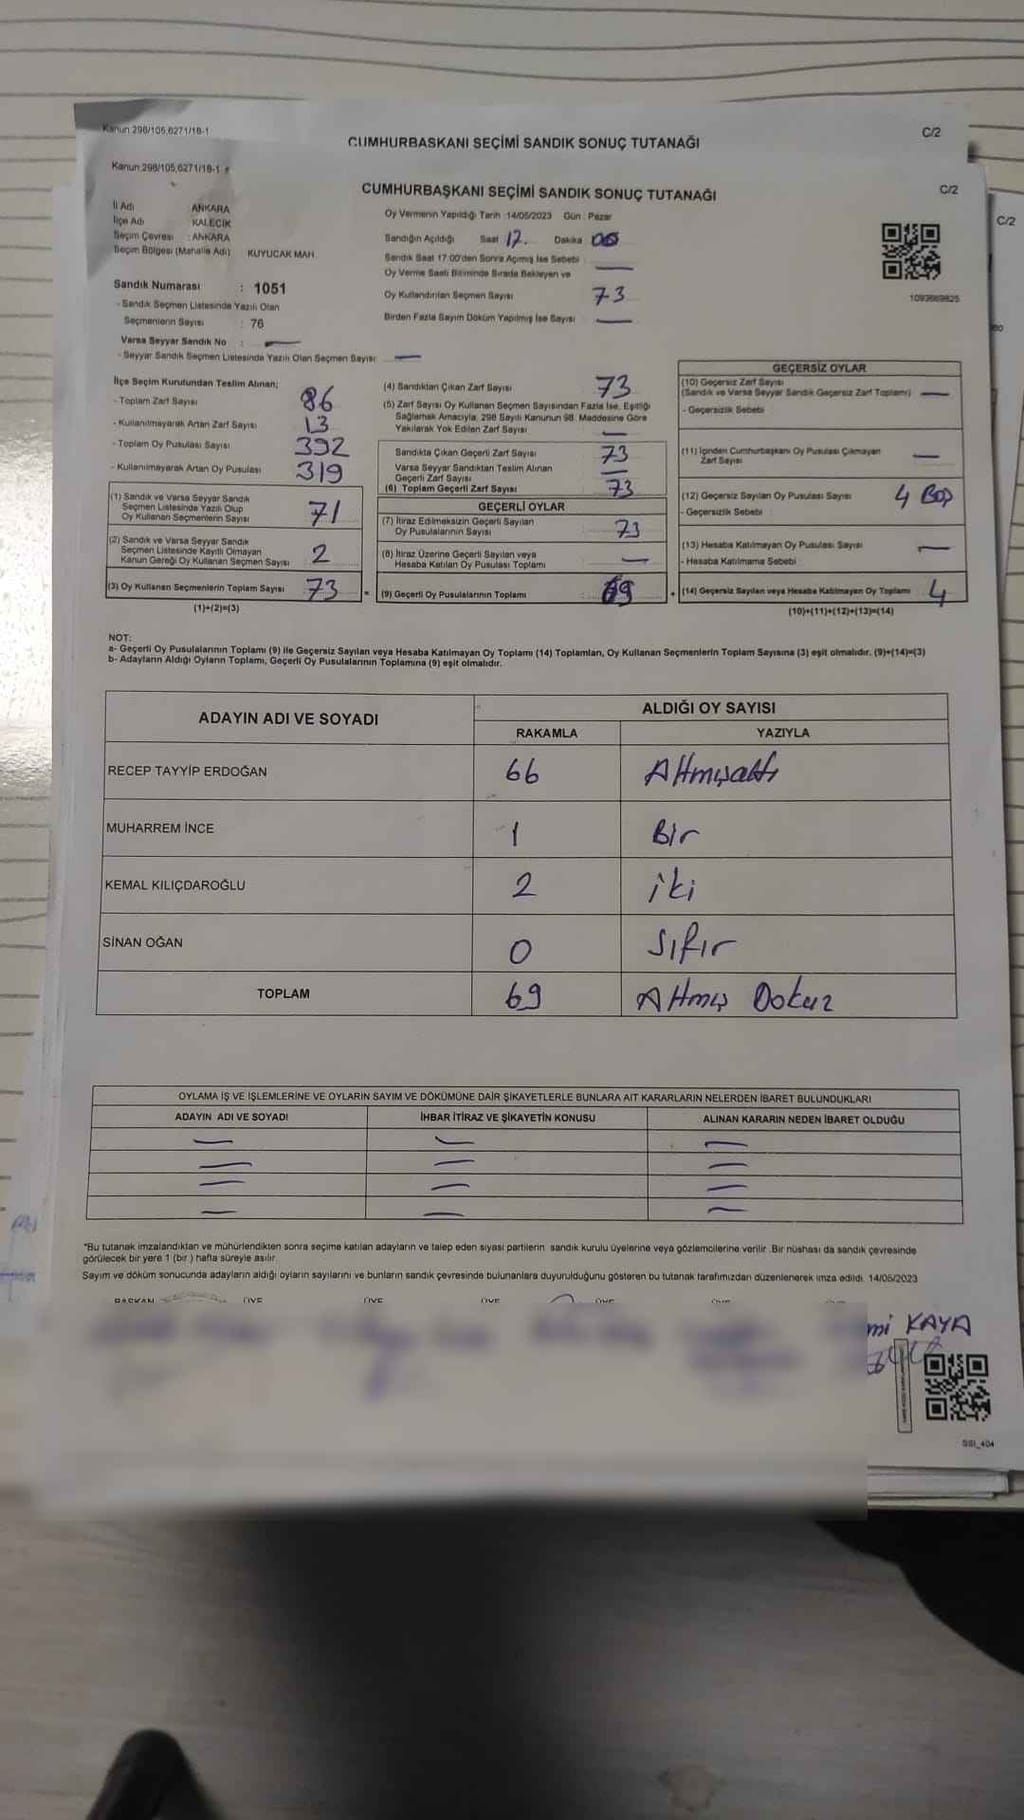 Kanun 298/105,6271/18-1
C/2
CUMHURBAŞKANI SEÇİMİ SANDIK SONUÇ TUTANAĞI
Kanun 298/105,6271/18-1
CUMHURBAŞKANI SEÇİMİ SANDIK SONUÇ TUTANAĞI
C/2
C/2
İl Adı ANKARA
İlçe Adı KALECİK
Seçim Çevresi : ANKARA
Seçim Bölgesi (Mahalle Adı) KUYUCAK MAH.
Sandık Numarası : 1051
- Sandık Seçmen Listesinde Yazılı Olan
Seçmenlerin Sayısı : 76
Varsa Seyyar Sandık No : —
- Seyyar Sandık Seçmen Listesinde Yazılı Olan Seçmen Sayısı —
Oy Vermenin Yapıldığı Tarih :14/05/2023 Gün : Pazar
Sandığın Açıldığı Saat 17. Dakika 00
Sandık Saat 17:00'den Sonra Açılmış İse Sebebi —
Oy Verme Saati Bitiminde Sırada Bekleyen ve
Oy Kullandırılan Seçmen Sayısı 73
Birden Fazla Sayım Döküm Yapılmış İse Sayısı —
1093669825
İlçe Seçim Kurulundan Teslim Alınan;
- Toplam Zarf Sayısı 86
- Kullanılmayarak Artan Zarf Sayısı 13
- Toplam Oy Pusulası Sayısı 392
- Kullanılmayarak Artan Oy Pusulası 319
(1) Sandık ve Varsa Seyyar Sandık
Seçmen Listesinde Yazılı Olup
Oy Kullanan Seçmenlerin Sayısı 71
(2) Sandık ve Varsa Seyyar Sandık
Seçmen Listesinde Kayıtlı Olmayan
Kanun Gereği Oy Kullanan Seçmen Sayısı 2
(3) Oy Kullanan Seçmenlerin Toplam Sayısı 73
(1)+(2)=(3)
(4) Sandıktan Çıkan Zarf Sayısı 73
(5) Zarf Sayısı Oy Kullanan Seçmen Sayısından Fazla İse, Eşitliği
Sağlamak Amacıyla, 298 Sayılı Kanunun 98. Maddesine Göre
Yakılarak Yok Edilen Zarf Sayısı —
Sandıkta Çıkan Geçerli Zarf Sayısı 73
Varsa Seyyar Sandıktan Teslim Alınan
Geçerli Zarf Sayısı —
(6) Toplam Geçerli Zarf Sayısı 73
GEÇERLİ OYLAR
(7) İtiraz Edilmeksizin Geçerli Sayılan
Oy Pusulalarının Sayısı 73
(8) İtiraz Üzerine Geçerli Sayılan veya
Hesaba Katılan Oy Pusulası Toplamı —
= (9) Geçerli Oy Pusulalarının Toplamı 69
GEÇERSİZ OYLAR
(10) Geçersiz Zarf Sayısı
(Sandık ve Varsa Seyyar Sandık Geçersiz Zarf Toplamı) —
- Geçersizlik Sebebi
(11) İçinden Cumhurbaşkanı Oy Pusulası Çıkmayan
Zarf Sayısı —
(12) Geçersiz Sayılan Oy Pusulası Sayısı 4 Boş
- Geçersizlik Sebebi
(13) Hesaba Katılmayan Oy Pusulası Sayısı —
- Hesaba Katılmama Sebebi
+ (14) Geçersiz Sayılan veya Hesaba Katılmayan Oy Toplamı 4
(10)+(11)+(12)+(13)=(14)
NOT:
a- Geçerli Oy Pusulalarının Toplamı (9) ile Geçersiz Sayılan veya Hesaba Katılmayan Oy Toplamı (14) Toplamları, Oy Kullanan Seçmenlerin Toplam Sayısına (3) eşit olmalıdır. (9)+(14)=(3)
b- Adayların Aldığı Oyların Toplamı, Geçerli Oy Pusulalarının Toplamına (9) eşit olmalıdır.
ADAYIN ADI VE SOYADI ALDIĞI OY SAYISI
RAKAMLA YAZIYLA
RECEP TAYYİP ERDOĞAN 66 Altmışaltı
MUHARREM İNCE 1 Bir
KEMAL KILIÇDAROĞLU 2 iki
SİNAN OĞAN 0 Sıfır
TOPLAM 69 Altmış Dokuz
OYLAMA İŞ VE İŞLEMLERİNE VE OYLARIN SAYIM VE DÖKÜMÜNE DAİR ŞİKAYETLERLE BUNLARA AİT KARARLARIN NELERDEN İBARET BULUNDUKLARI
ADAYIN ADI VE SOYADI İHBAR İTİRAZ VE ŞİKAYETİN KONUSU ALINAN KARARIN NEDEN İBARET OLDUĞU
*Bu tutanak imzalandıktan ve mühürlendikten sonra seçime katılan adayların ve talep eden siyasi partilerin sandık kurulu üyelerine veya gözlemcilerine verilir .Bir nüshası da sandık çevresinde
görülecek bir yere 1 (bir ) hafta süreyle asılır.
Sayım ve döküm sonucunda adayların aldığı oyların sayılarını ve bunların sandık çevresinde bulunanlara duyurulduğunu gösteren bu tutanak tarafımızdan düzenlenerek imza edildi. 14/05/2023
BAŞKAN ÜYE ÜYE ÜYE ÜYE
mi KAYA
SSI_404